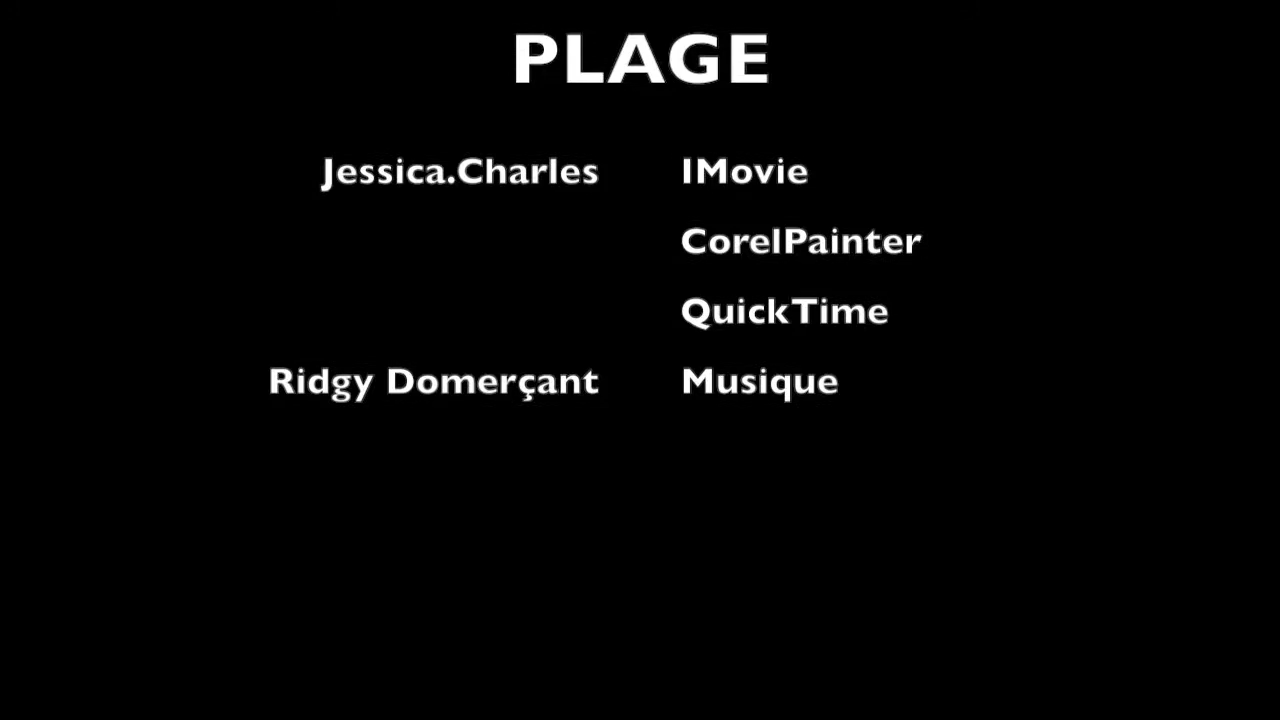 PLAGE
Jessica.Charles IMovie
CorelPainter
QuickTime
Ridgy Domerçant Musique